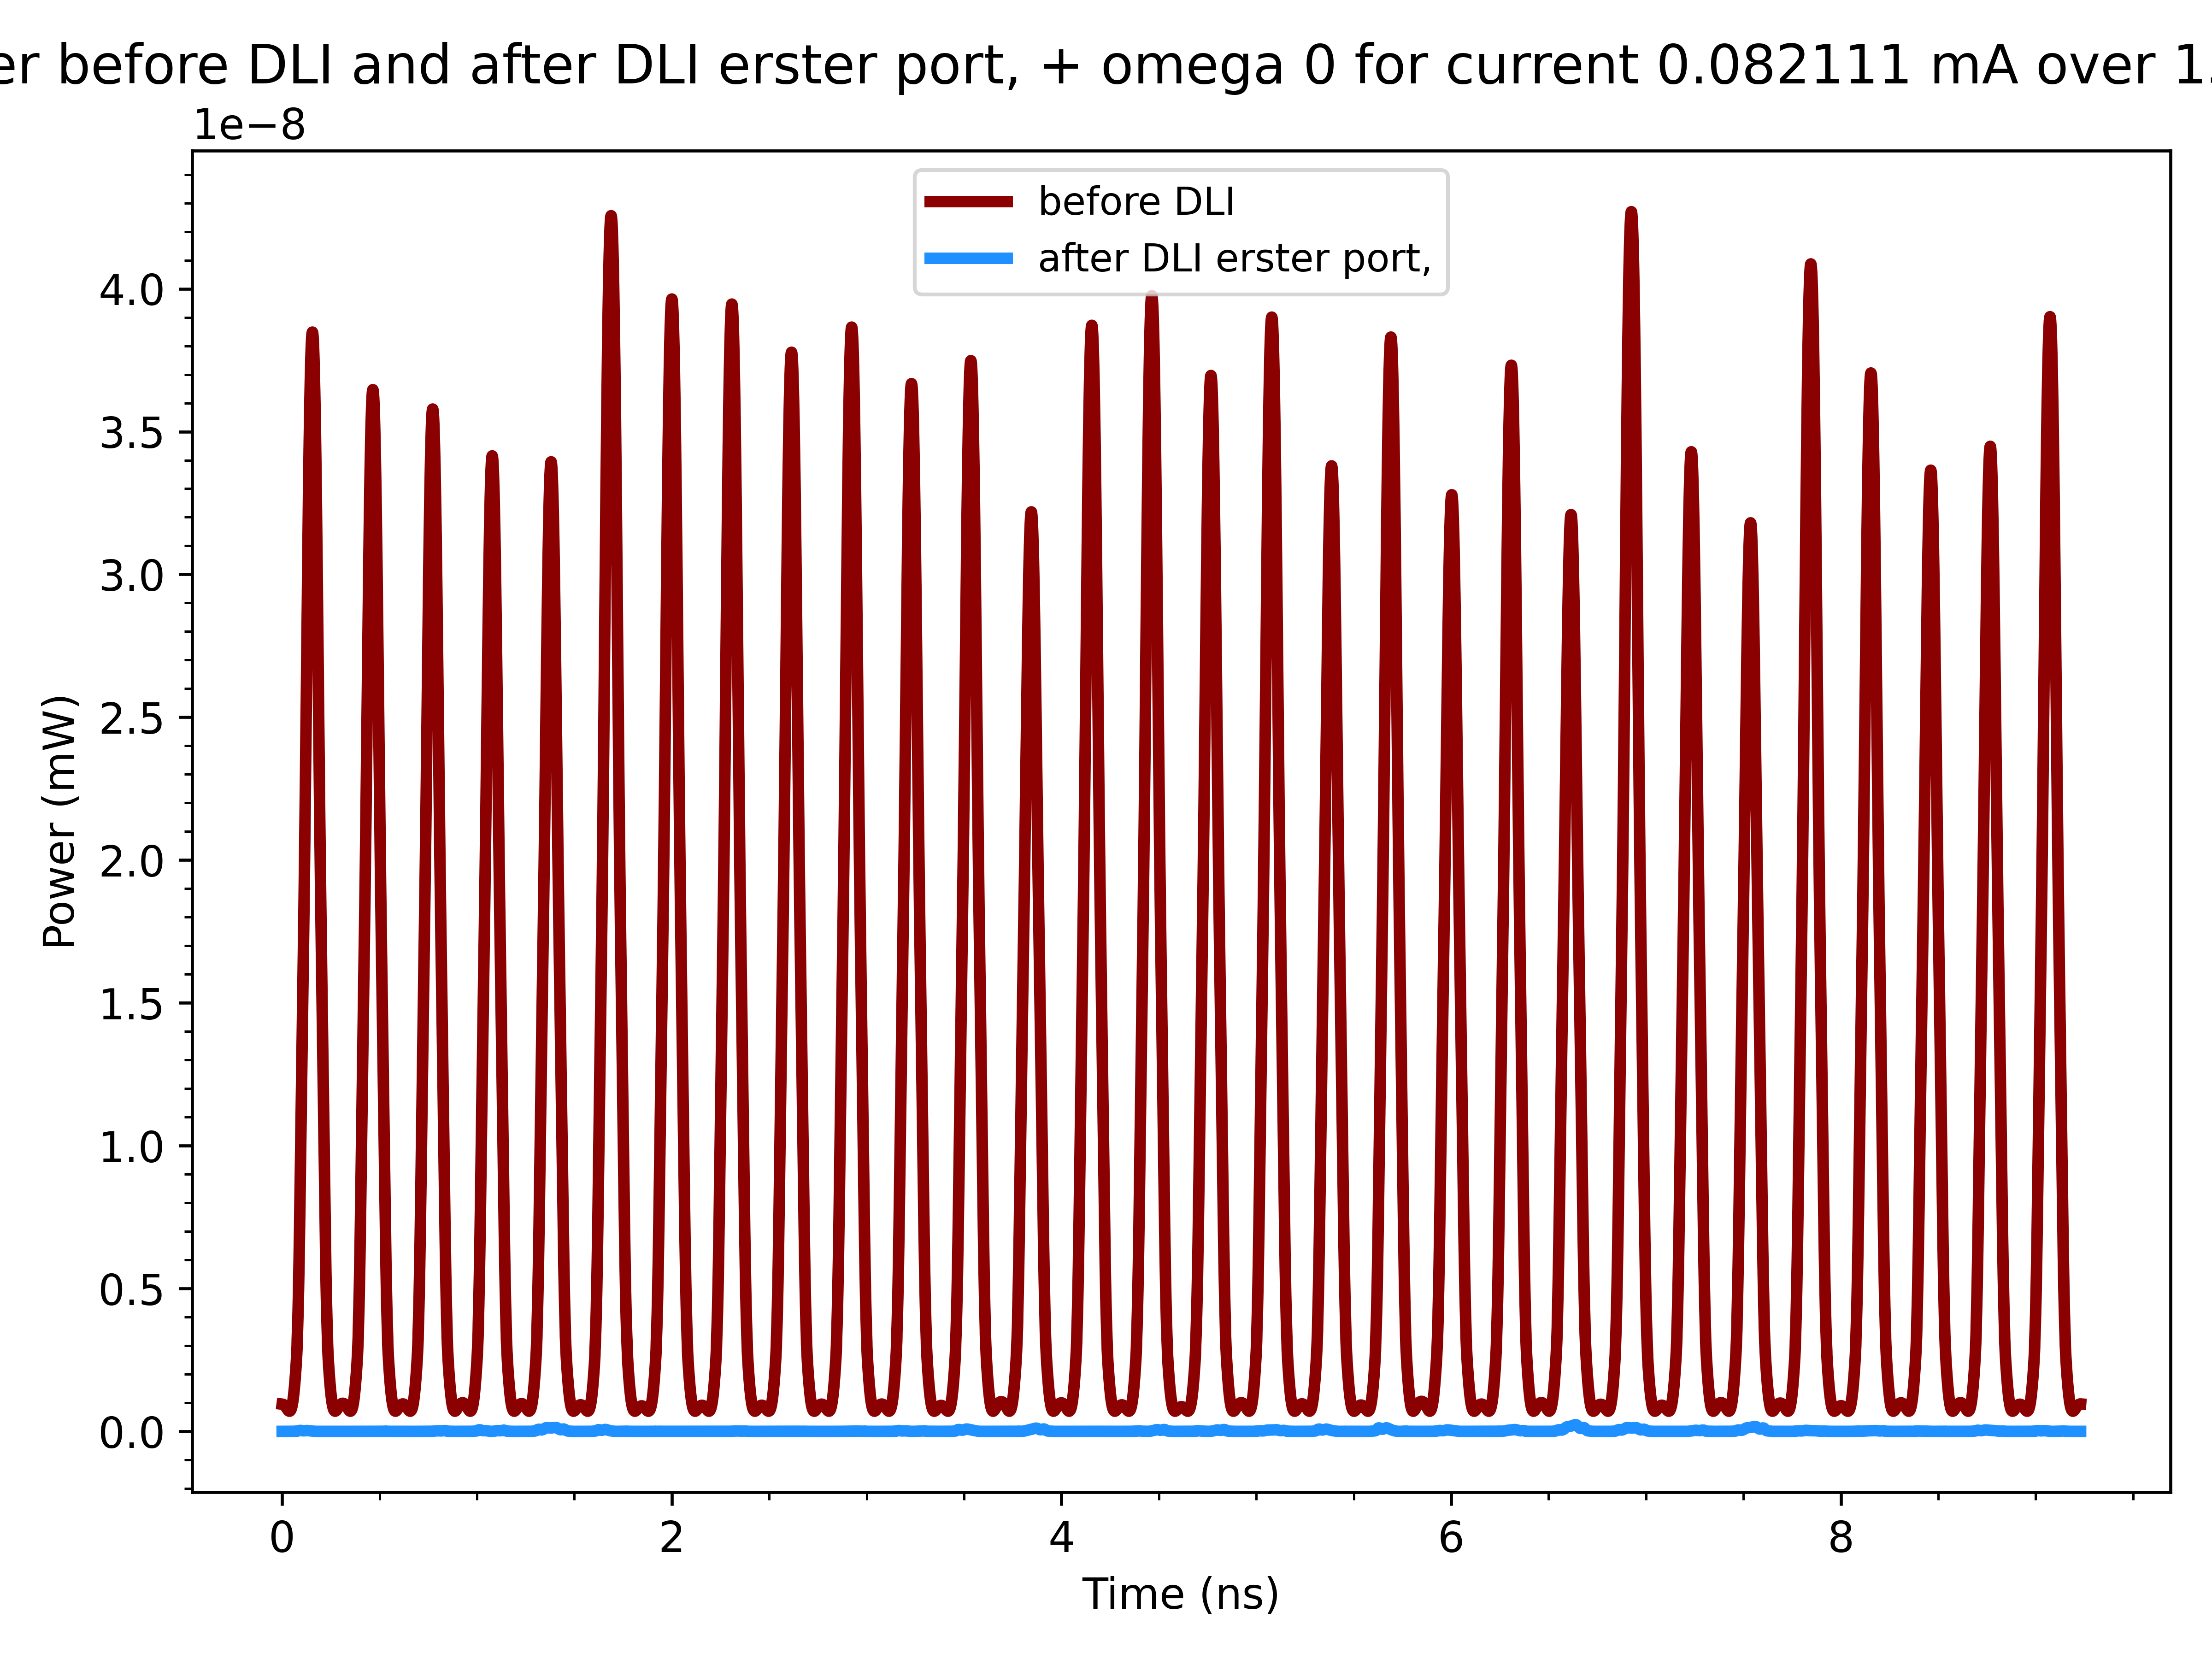 before DLI and after DLI erster port, + omega 0 for current 0.082111 mA over
1e−8
before DLI
after DLI erster port,
4.0
3.5
3.0
2.5
2.0
1.5
1.0
0.5
0.0
Power (mW)
0 2 4 6 8
Time (ns)